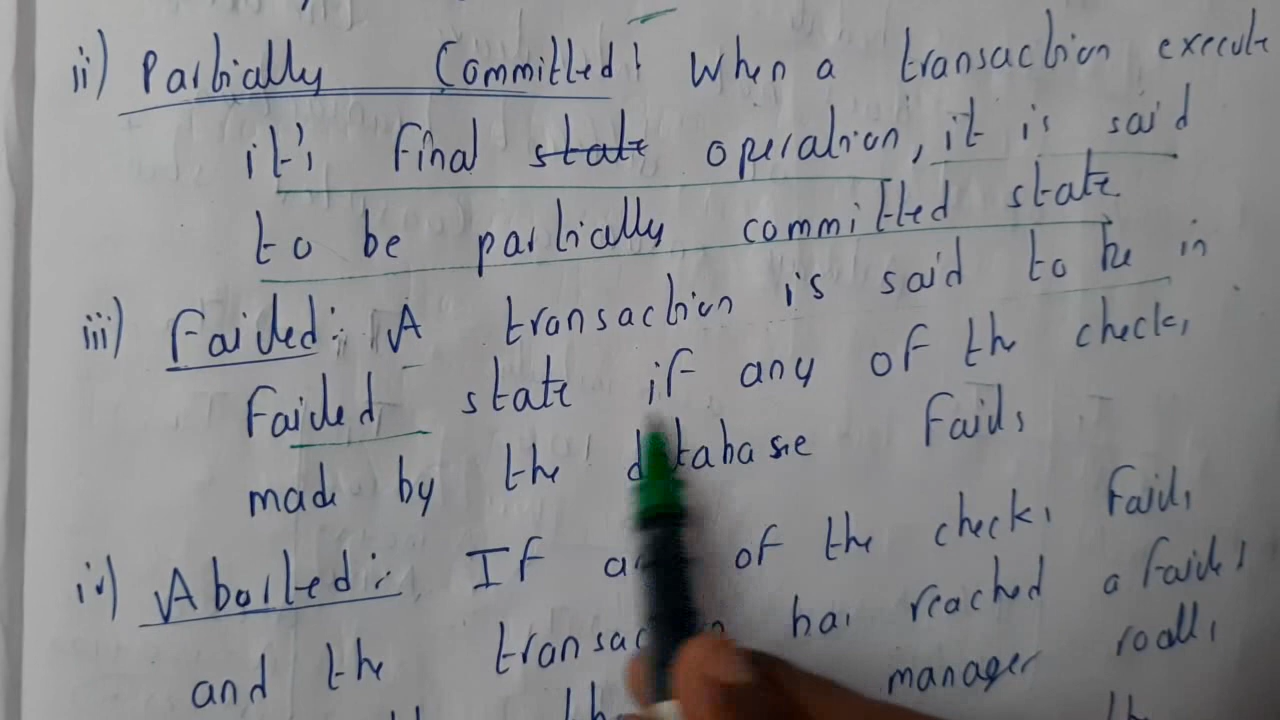 ii) Partially Committed: When a transaction execute
it's final state operation, it is said
to be partially committed state
iii) Failed: A transaction is said to be in
Failed state if any of the checks
made by the database fails
iv) Aborted: If of the checks fails
and the has reached a failed
the manager